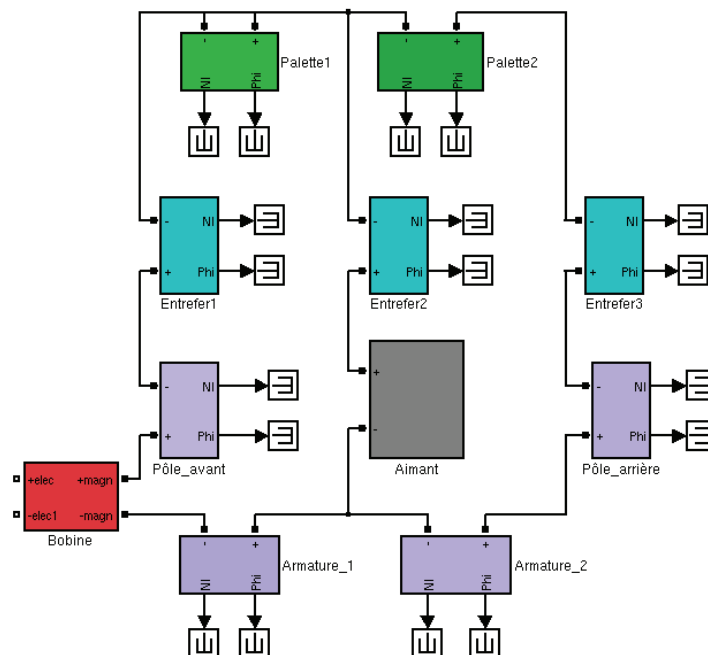 - +
Palette1
NI Phi
- +
Palette2
NI Phi
- NI
+ Phi
Entrefer1
- NI
+ Phi
Entrefer2
- NI
+ Phi
Entrefer3
- NI
+ Phi
Pôle_avant
+
-
Aimant
- NI
+ Phi
Pôle_arrière
+elec +magn
-elec1 -magn
Bobine
- +
Armature_1
NI Phi
- +
Armature_2
NI Phi